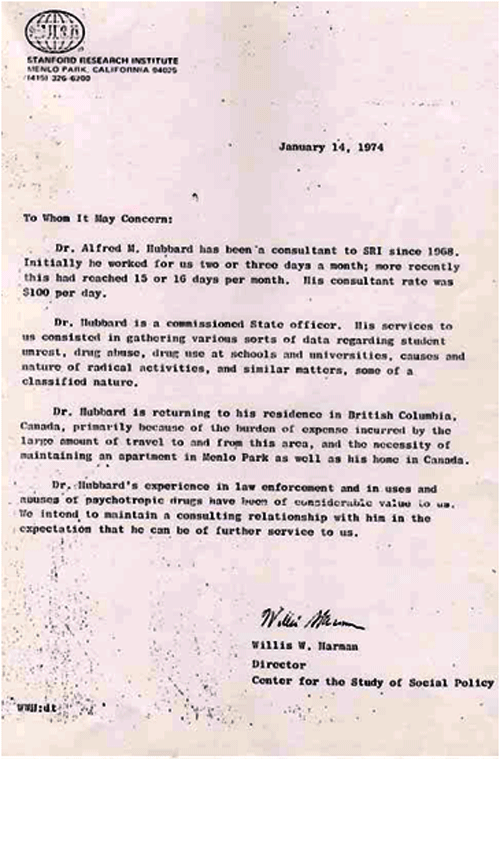 STANFORD RESEARCH INSTITUTE
MENLO PARK, CALIFORNIA 94025
(415) 326-6200
January 14, 1974
To Whom It May Concern:
Dr. Alfred M. Hubbard has been a consultant to SRI since 1968.
Initially he worked for us two or three days a month; more recently
this had reached 15 or 16 days per month. His consultant rate was
$100 per day.
Dr. Hubbard is a commissioned State officer. His services to
us consisted in gathering various sorts of data regarding student
unrest, drug abuse, drug use at schools and universities, causes and
nature of radical activities, and similar matters, some of a
classified nature.
Dr. Hubbard is returning to his residence in British Columbia,
Canada, primarily because of the burden of expense incurred by the
large amount of travel to and from this area, and the necessity of
maintaining an apartment in Menlo Park as well as his home in Canada.
Dr. Hubbard's experience in law enforcement and in uses and
abuses of psychotropic drugs have been of considerable value to us.
We intend to maintain a consulting relationship with him in the
expectation that he can be of further service to us.
Willis Harman
Willis W. Harman
Director
Center for the Study of Social Policy
WWH:dt